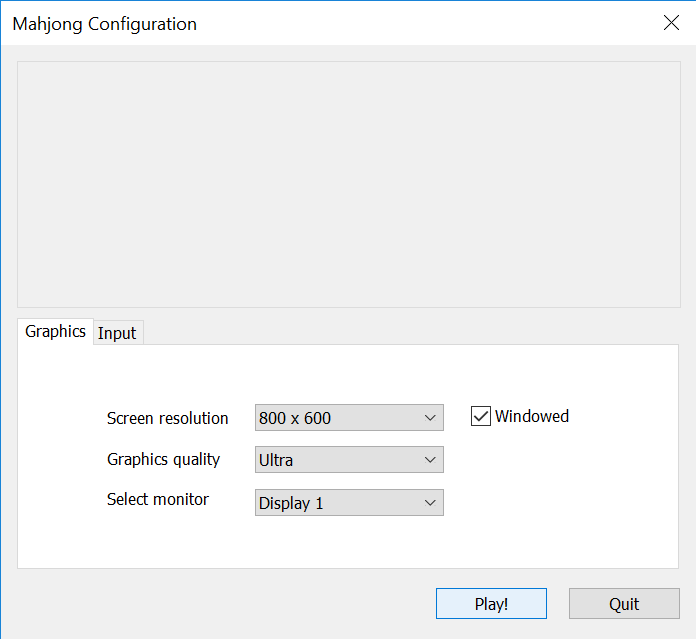 Mahjong Configuration
Graphics Input
Screen resolution 800 x 600 Windowed
Graphics quality Ultra
Select monitor Display 1
Play! Quit